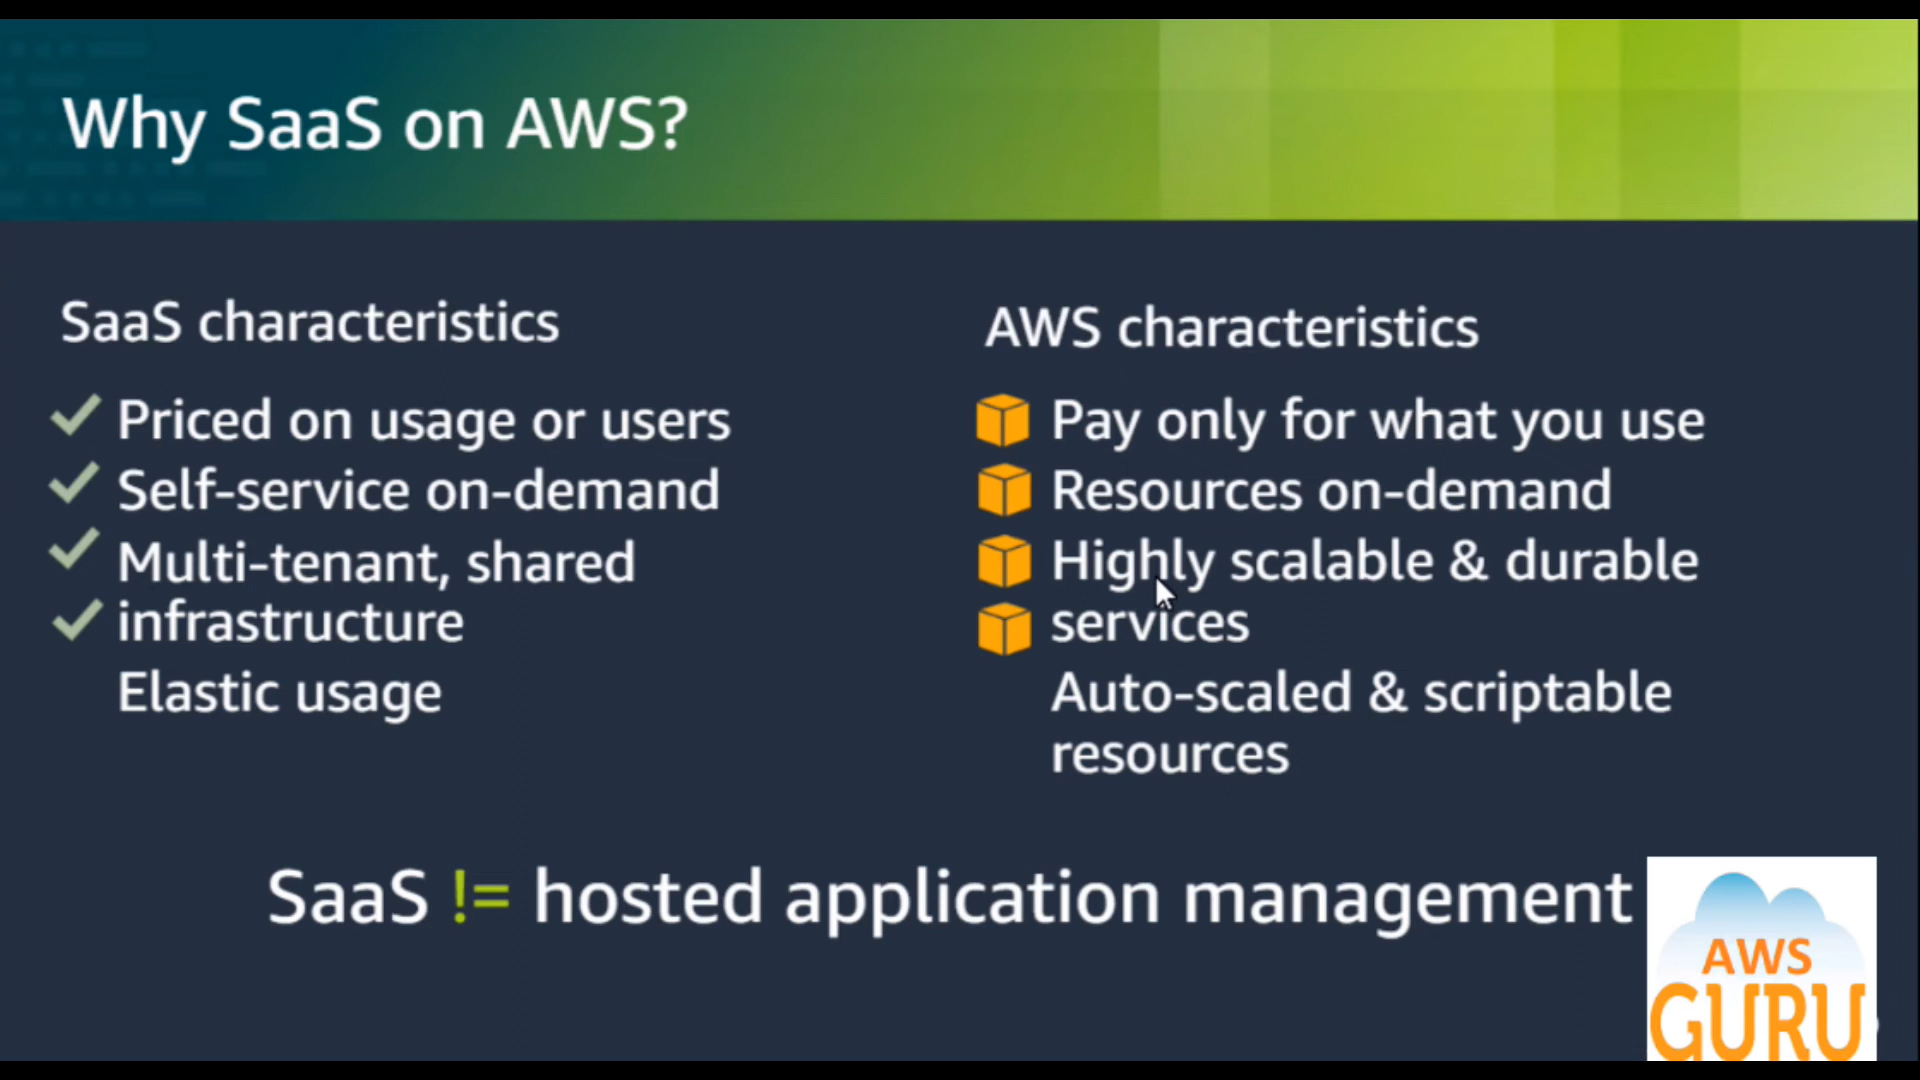 Why SaaS on AWS?
SaaS characteristics
Priced on usage or users
Self-service on-demand
Multi-tenant, shared
infrastructure
Elastic usage
AWS characteristics
Pay only for what you use
Resources on-demand
Highly scalable & durable
services
Auto-scaled & scriptable
resources
SaaS != hosted application management
AWS
GURU